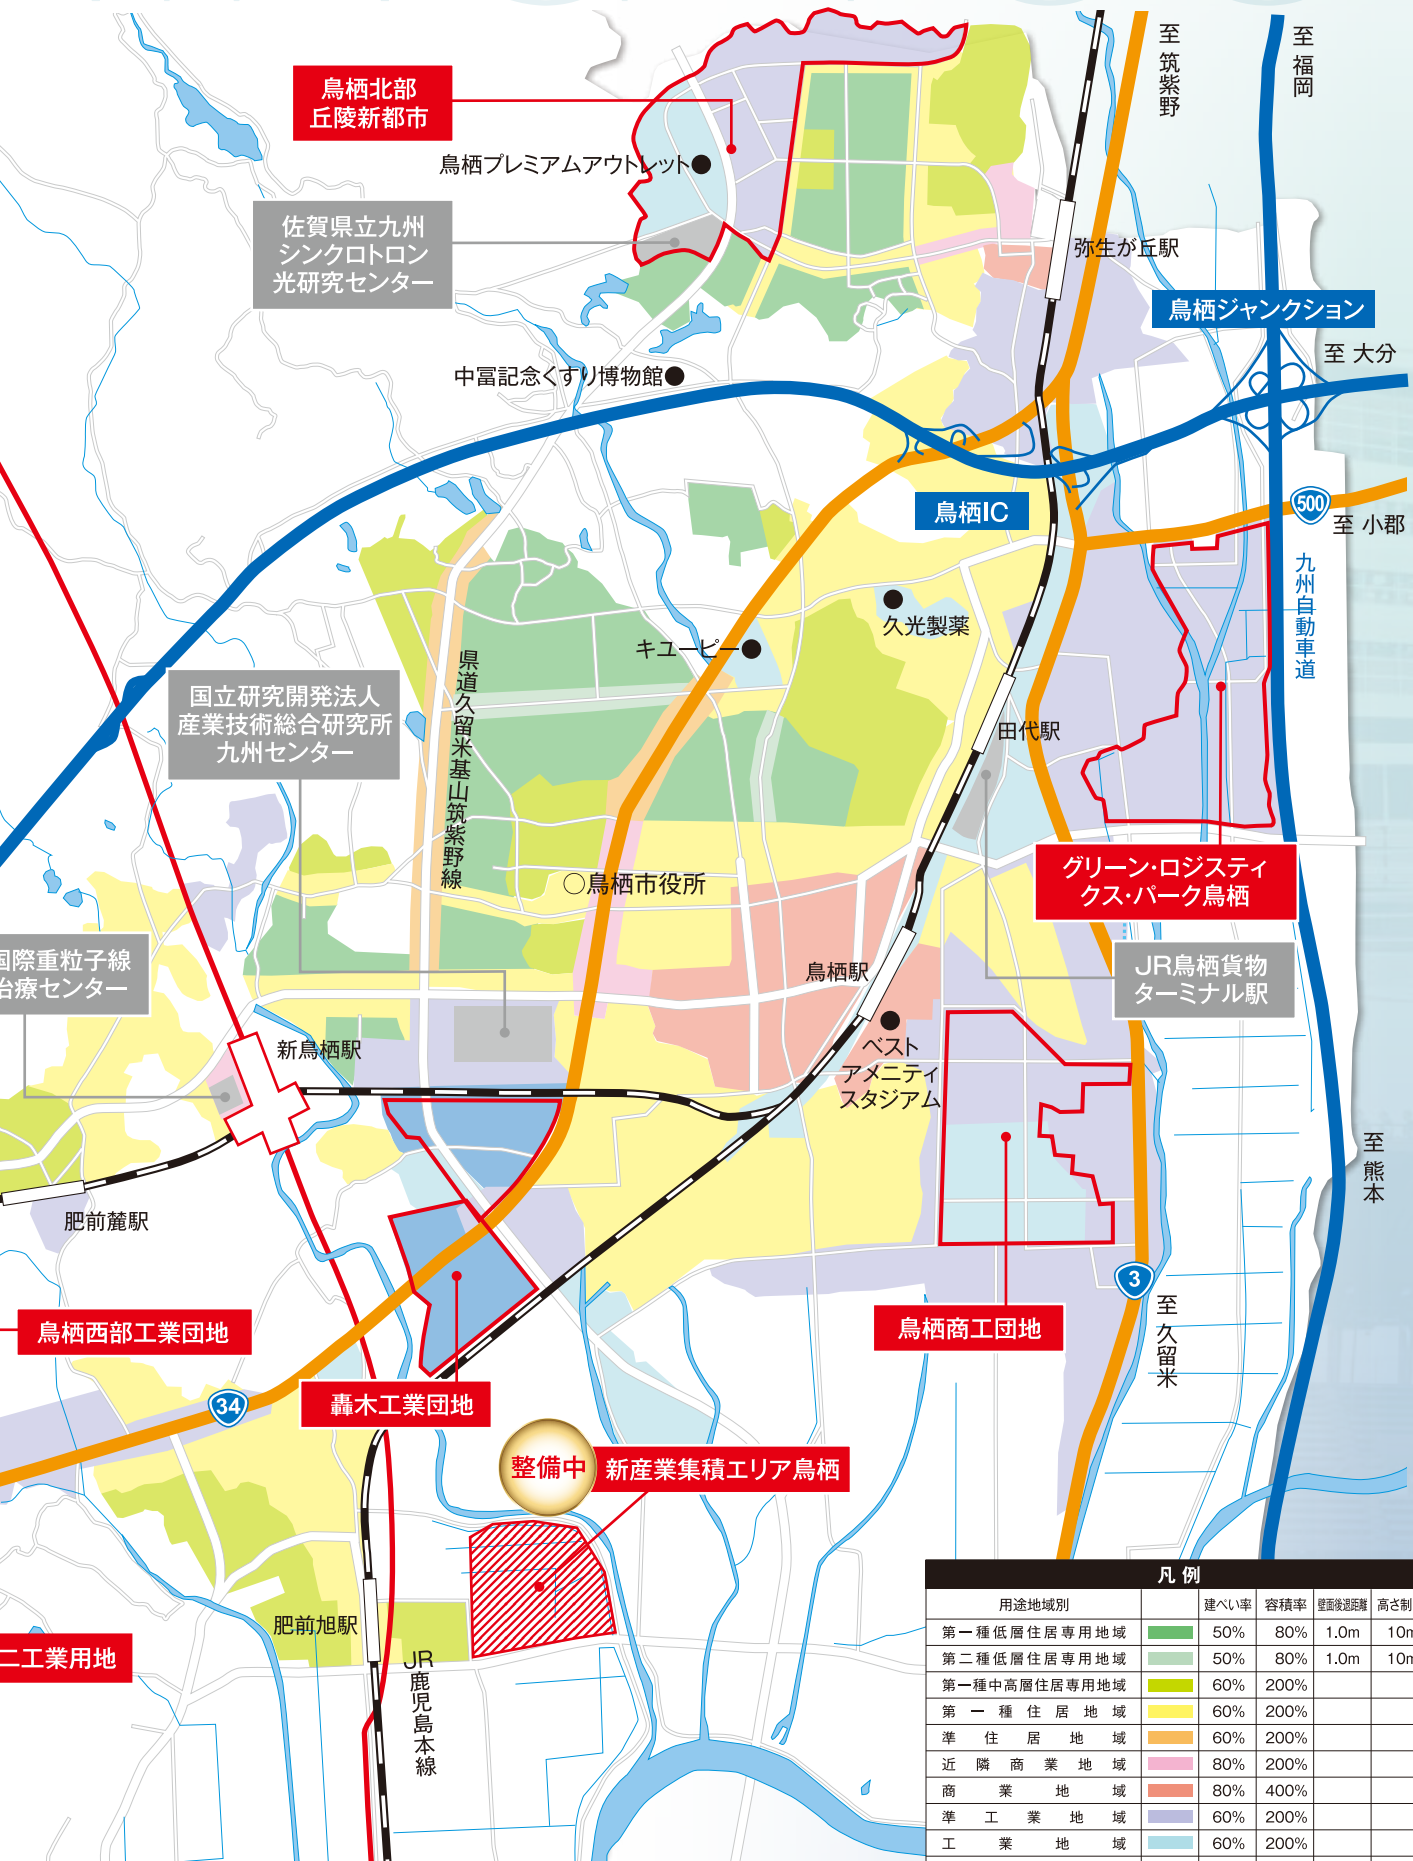 至 筑紫野
至 福岡
鳥栖北部
丘陵新都市
鳥栖プレミアムアウトレット
佐賀県立九州
シンクロトロン
光研究センター
弥生が丘駅
鳥栖ジャンクション
至 大分
中冨記念くすり博物館
鳥栖IC
500
至 小郡
九州自動車道
久光製薬
キユーピー
県道久留米基山筑紫野線
国立研究開発法人
産業技術総合研究所
九州センター
田代駅
グリーン・ロジスティ
クス・パーク鳥栖
○鳥栖市役所
国際重粒子線
治療センター
鳥栖駅
JR鳥栖貨物
ターミナル駅
新鳥栖駅
ベスト
アメニティ
スタジアム
至 熊本
肥前麓駅
3
至 久留米
鳥栖西部工業団地
鳥栖商工団地
34
轟木工業団地
整備中
新産業集積エリア鳥栖
肥前旭駅
二工業用地
JR鹿児島本線
凡例
用途地域別 建ぺい率 容積率 壁面後退距離 高さ制
第一種低層住居専用地域 50% 80% 1.0m 10m
第二種低層住居専用地域 50% 80% 1.0m 10m
第一種中高層住居専用地域 60% 200%
第一種住居地域 60% 200%
準住居地域 60% 200%
近隣商業地域 80% 200%
商業地域 80% 400%
準工業地域 60% 200%
工業地域 60% 200%